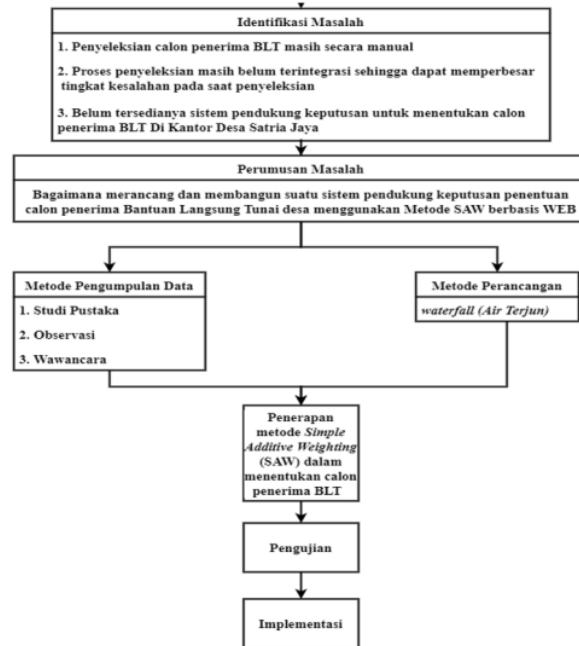 Identifikasi Masalah
1. Penyeleksian calon penerima BLT masih secara manual
2. Proses penyeleksian masih belum terintegrasi sehingga dapat memperbesar
tingkat kesalahan pada saat penyeleksian
3. Belum tersedianya sistem pendukung keputusan untuk menentukan calon
penerima BLT Di Kantor Desa Satria Jaya
Perumusan Masalah
Bagaimana merancang dan membangun suatu sistem pendukung keputusan penentuan
calon penerima Bantuan Langsung Tunai desa menggunakan Metode SAW berbasis WEB
Metode Pengumpulan Data
1. Studi Pustaka
2. Observasi
3. Wawancara
Metode Perancangan
waterfall (Air Terjun)
Penerapan
metode Simple
Additive Weighting
(SAW) dalam
menentukan calon
penerima BLT
Pengujian
Implementasi